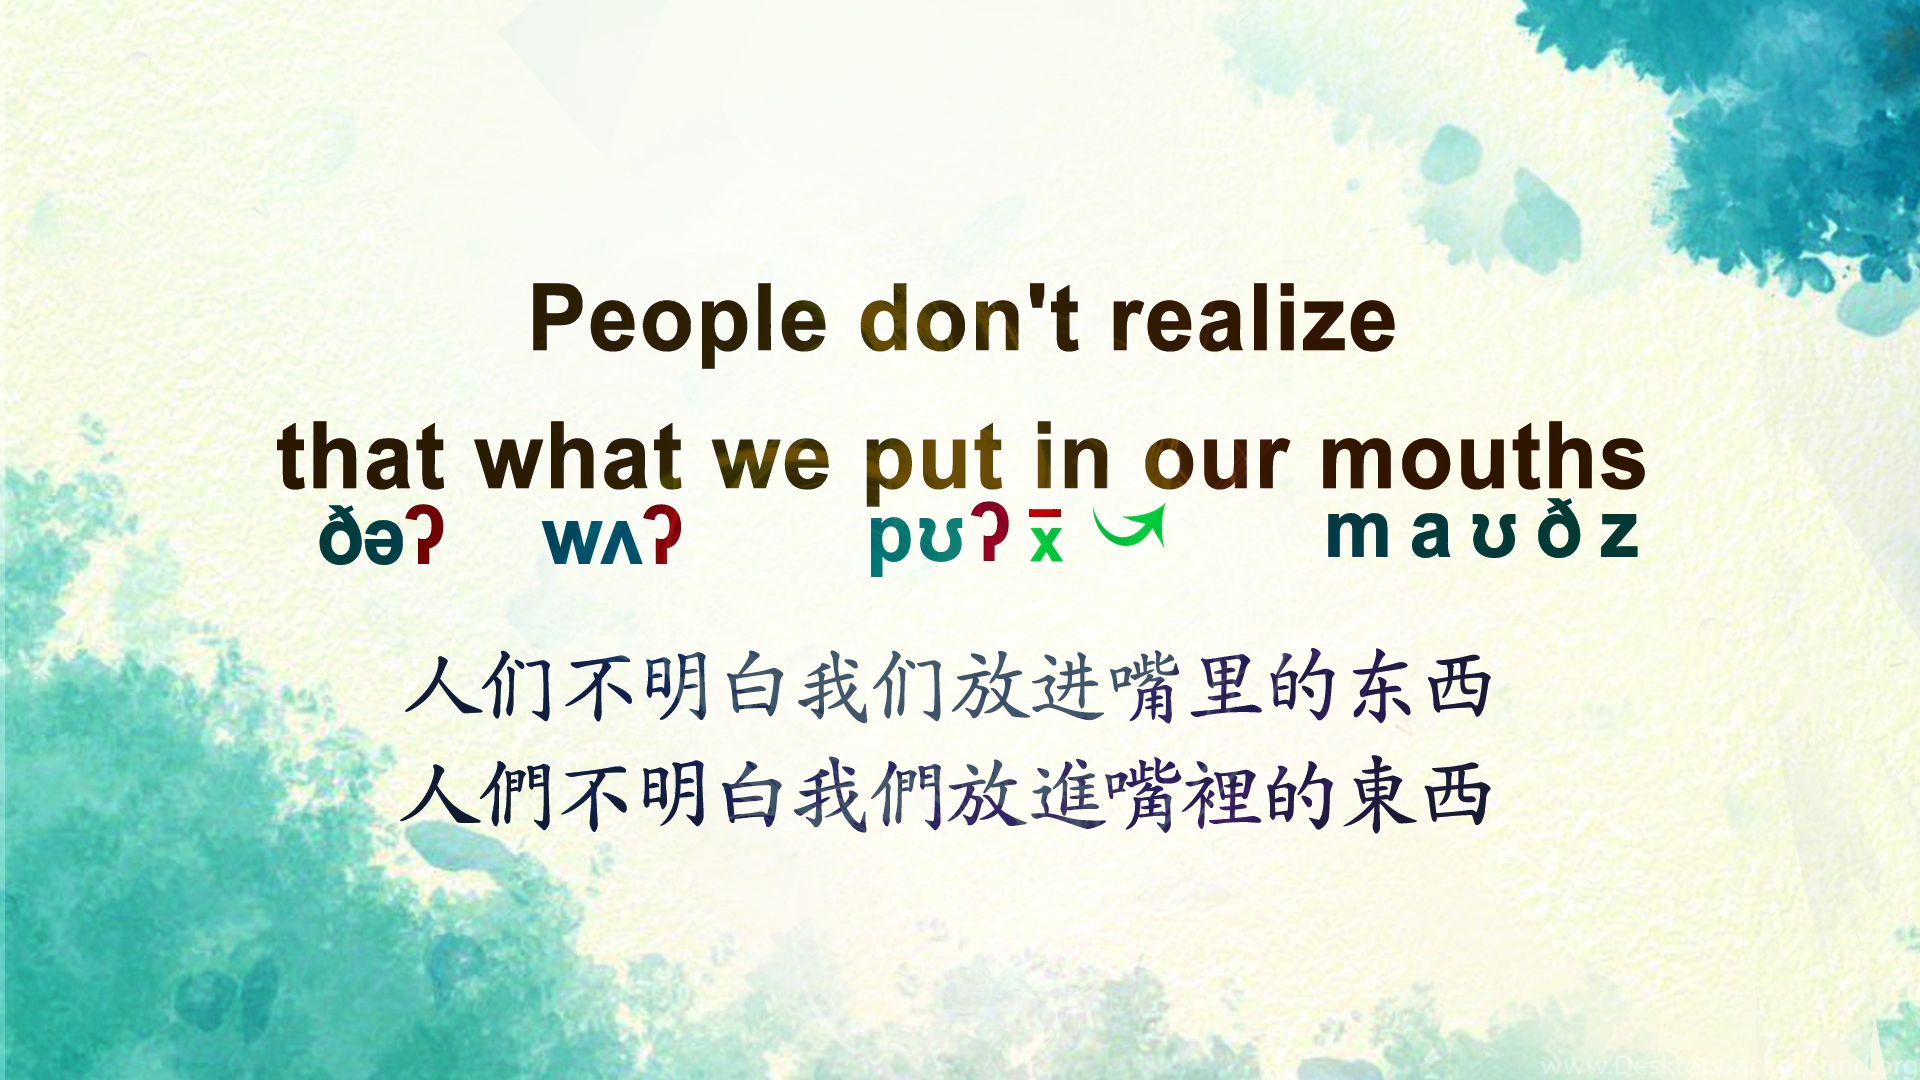 People don't realize
that what we put in our mouths
ðəʔ wʌʔ pʊʔ x̄ maʊðz
人们不明白我们放进嘴里的东西
人們不明白我們放進嘴裡的東西